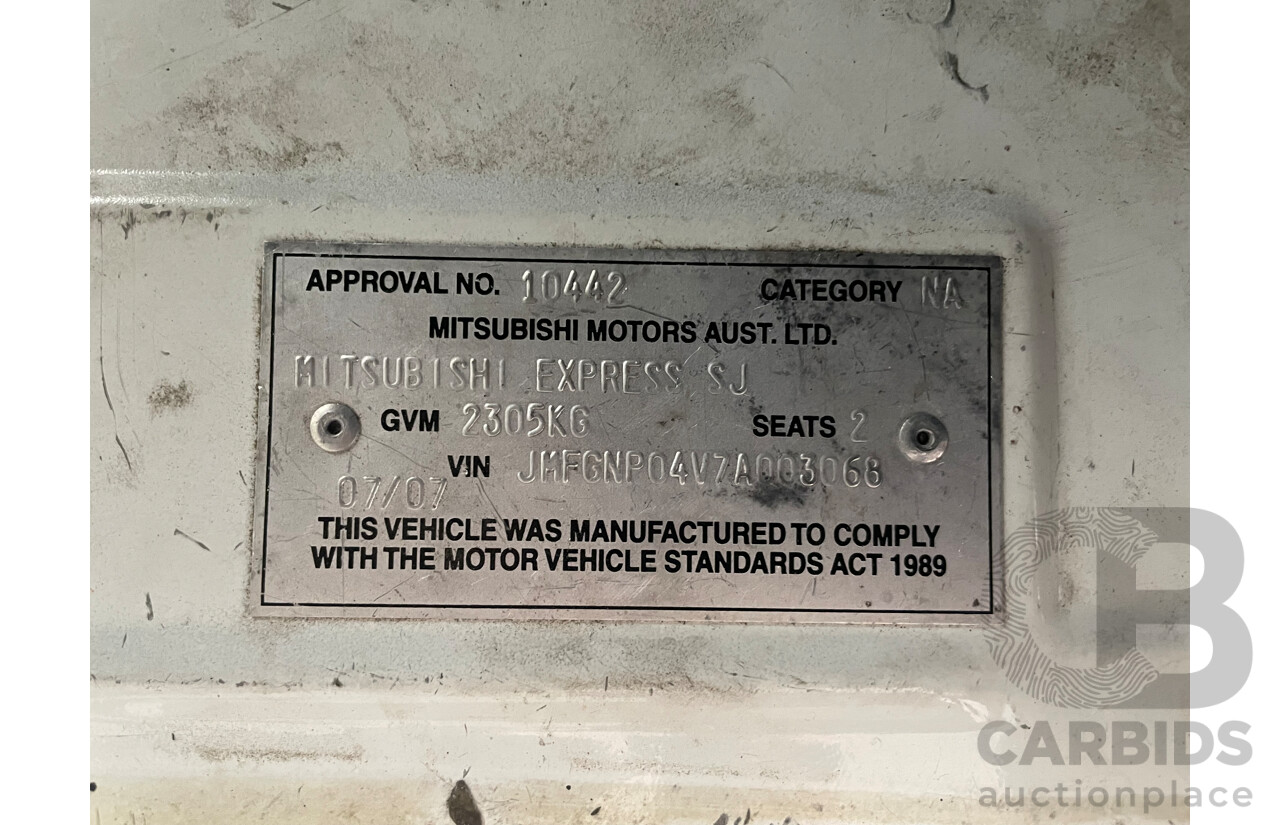 APPROVAL NO. 10442 CATEGORY NA
MITSUBISHI MOTORS AUST. LTD.
MITSUBISHI EXPRESS SJ
GVM 2305KG SEATS 2
VIN JMFGNP04V7A003068
07/07
THIS VEHICLE WAS MANUFACTURED TO COMPLY
WITH THE MOTOR VEHICLE STANDARDS ACT 1989
CB
CARBIDS
auctionplace